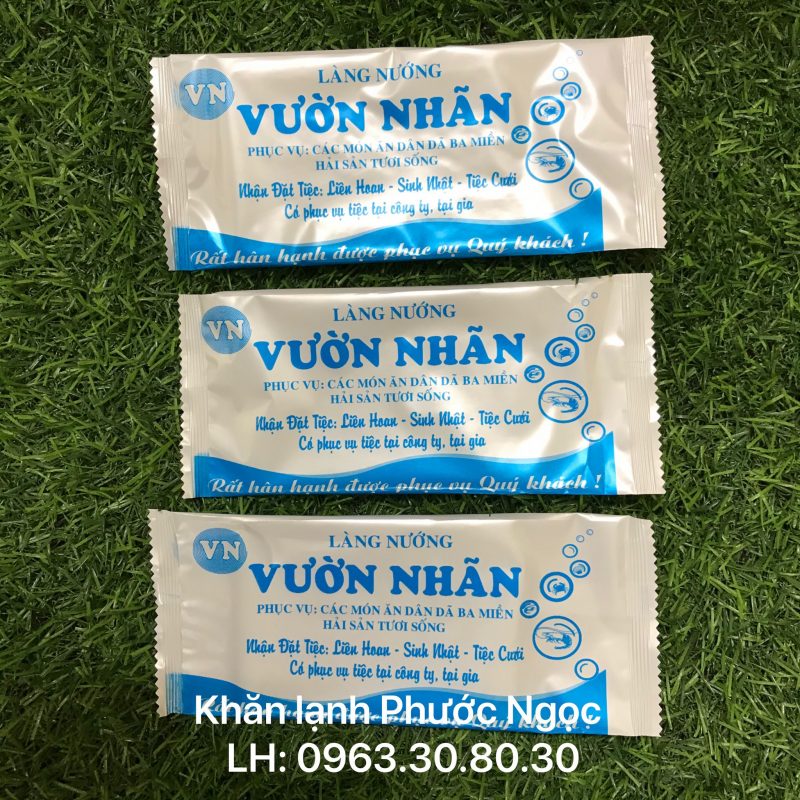 VN
LÀNG NƯỚNG
VƯỜN NHÃN
PHỤC VỤ: CÁC MÓN ĂN DÂN DÃ BA MIỀN
HẢI SẢN TƯƠI SỐNG
Nhận Đặt Tiệc: Liên Hoan - Sinh Nhật - Tiệc Cưới
Có phục vụ tiệc tại công ty, tại gia
Rất hân hạnh được phục vụ Quý khách !
VN
LÀNG NƯỚNG
VƯỜN NHÃN
PHỤC VỤ: CÁC MÓN ĂN DÂN DÃ BA MIỀN
HẢI SẢN TƯƠI SỐNG
Nhận Đặt Tiệc: Liên Hoan - Sinh Nhật - Tiệc Cưới
Có phục vụ tiệc tại công ty, tại gia
Rất hân hạnh được phục vụ Quý khách !
VN
LÀNG NƯỚNG
VƯỜN NHÃN
PHỤC VỤ: CÁC MÓN ĂN DÂN DÃ BA MIỀN
HẢI SẢN TƯƠI SỐNG
Nhận Đặt Tiệc: Liên Hoan - Sinh Nhật - Tiệc Cưới
Có phục vụ tiệc tại công ty, tại gia
Khăn lạnh Phước Ngọc
LH: 0963.30.80.30